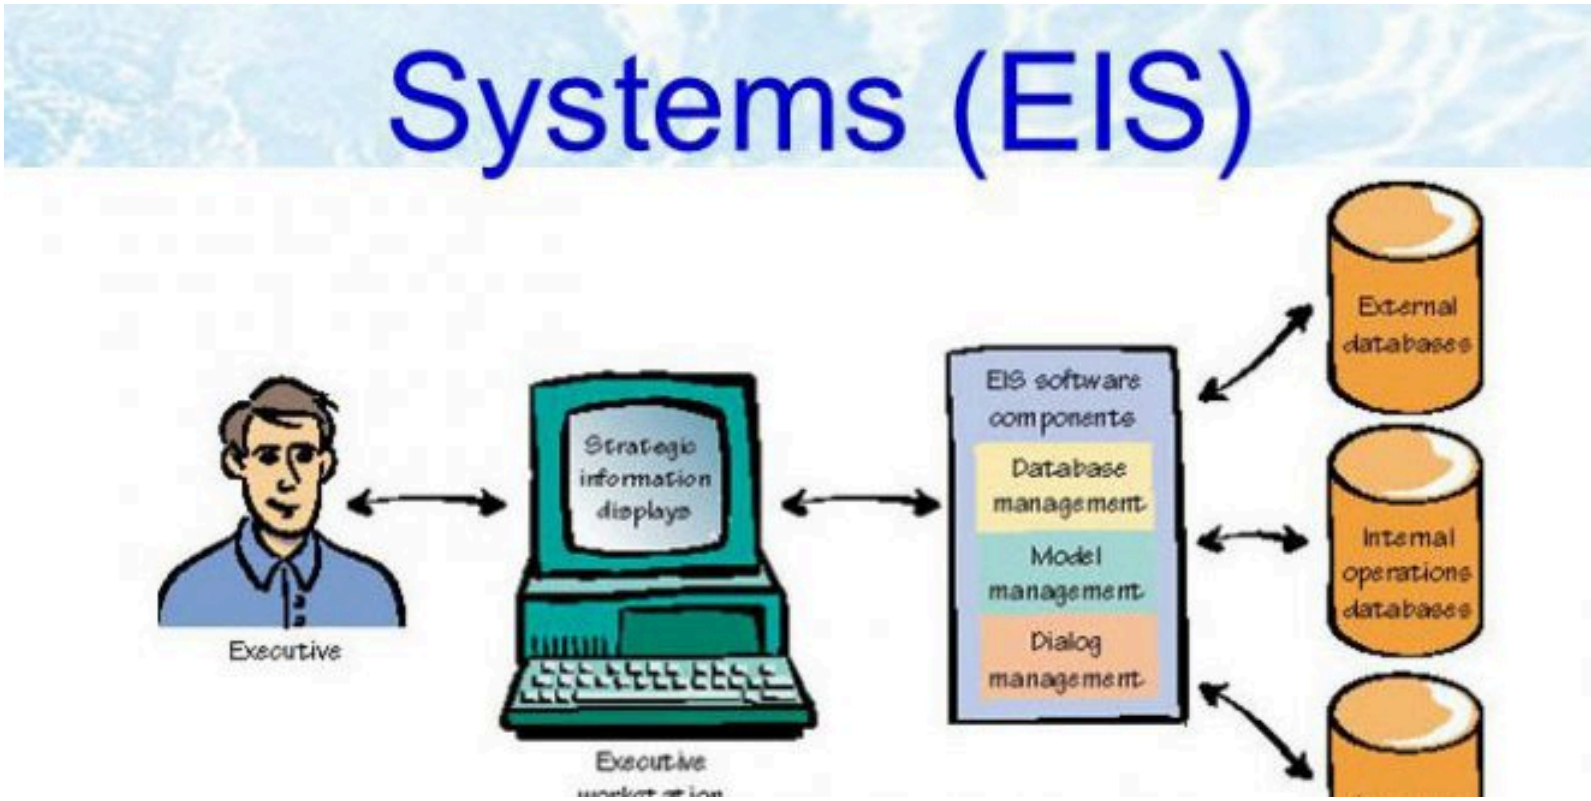 Systems (EIS)
External
databases
EIS software
components
Strategic
information
displays
Database
management
Model
management
Dialog
management
Internal
operations
databases
Executive
Executive
workstation